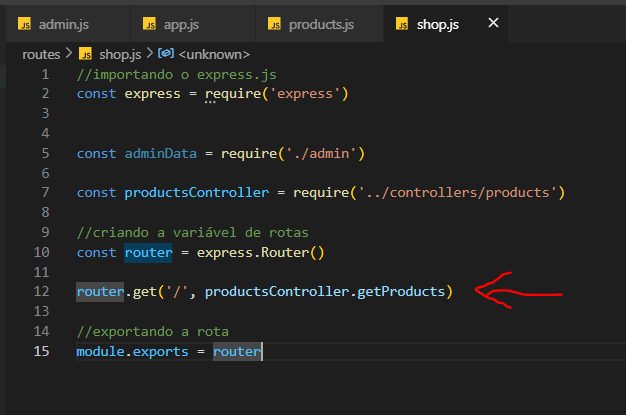 JS admin.js JS app.js JS products.js JS shop.js ×
routes > JS shop.js > <unknown>
1 //importando o express.js
2 const express = require('express')
3
4
5 const adminData = require('./admin')
6
7 const productsController = require('../controllers/products')
8
9 //criando a variável de rotas
10 const router = express.Router()
11
12 router.get('/', productsController.getProducts)
13
14 //exportando a rota
15 module.exports = router